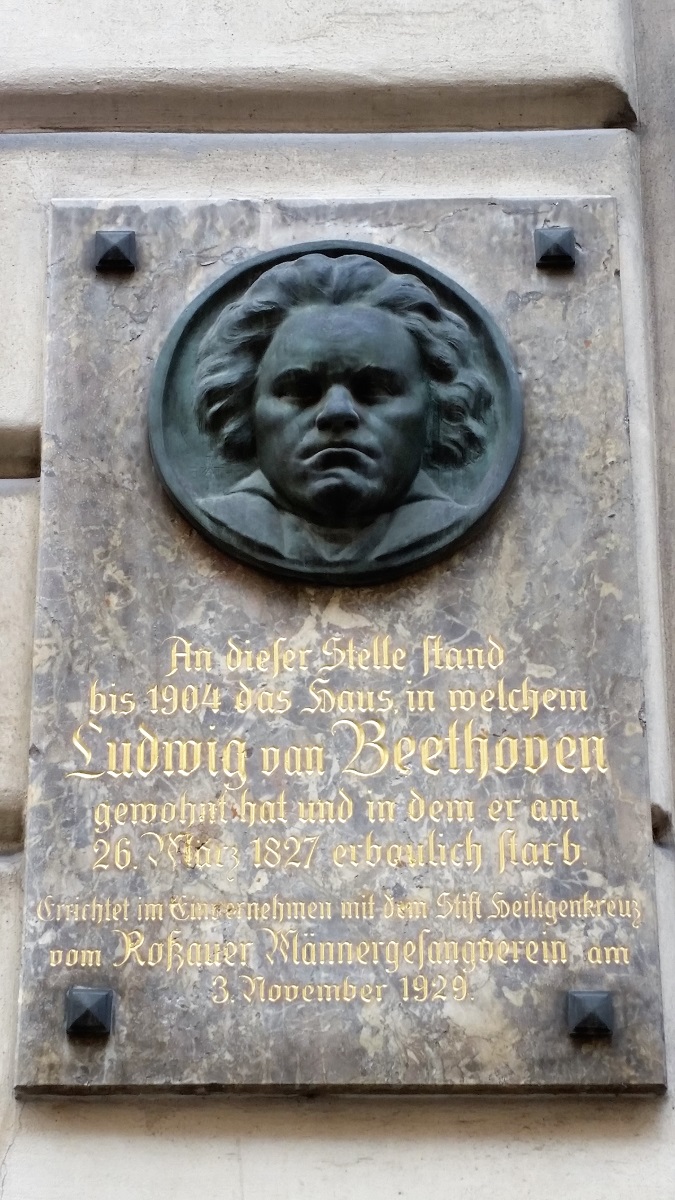 An dieser Stelle stand
bis 1904 das Haus, in welchem
Ludwig van Beethoven
gewohnt hat und in dem er am
26. März 1827 erbaulich starb.
Errichtet im Einvernehmen mit dem Stift Heiligenkreuz
vom Roßauer Männergesangverein am
3. November 1929.